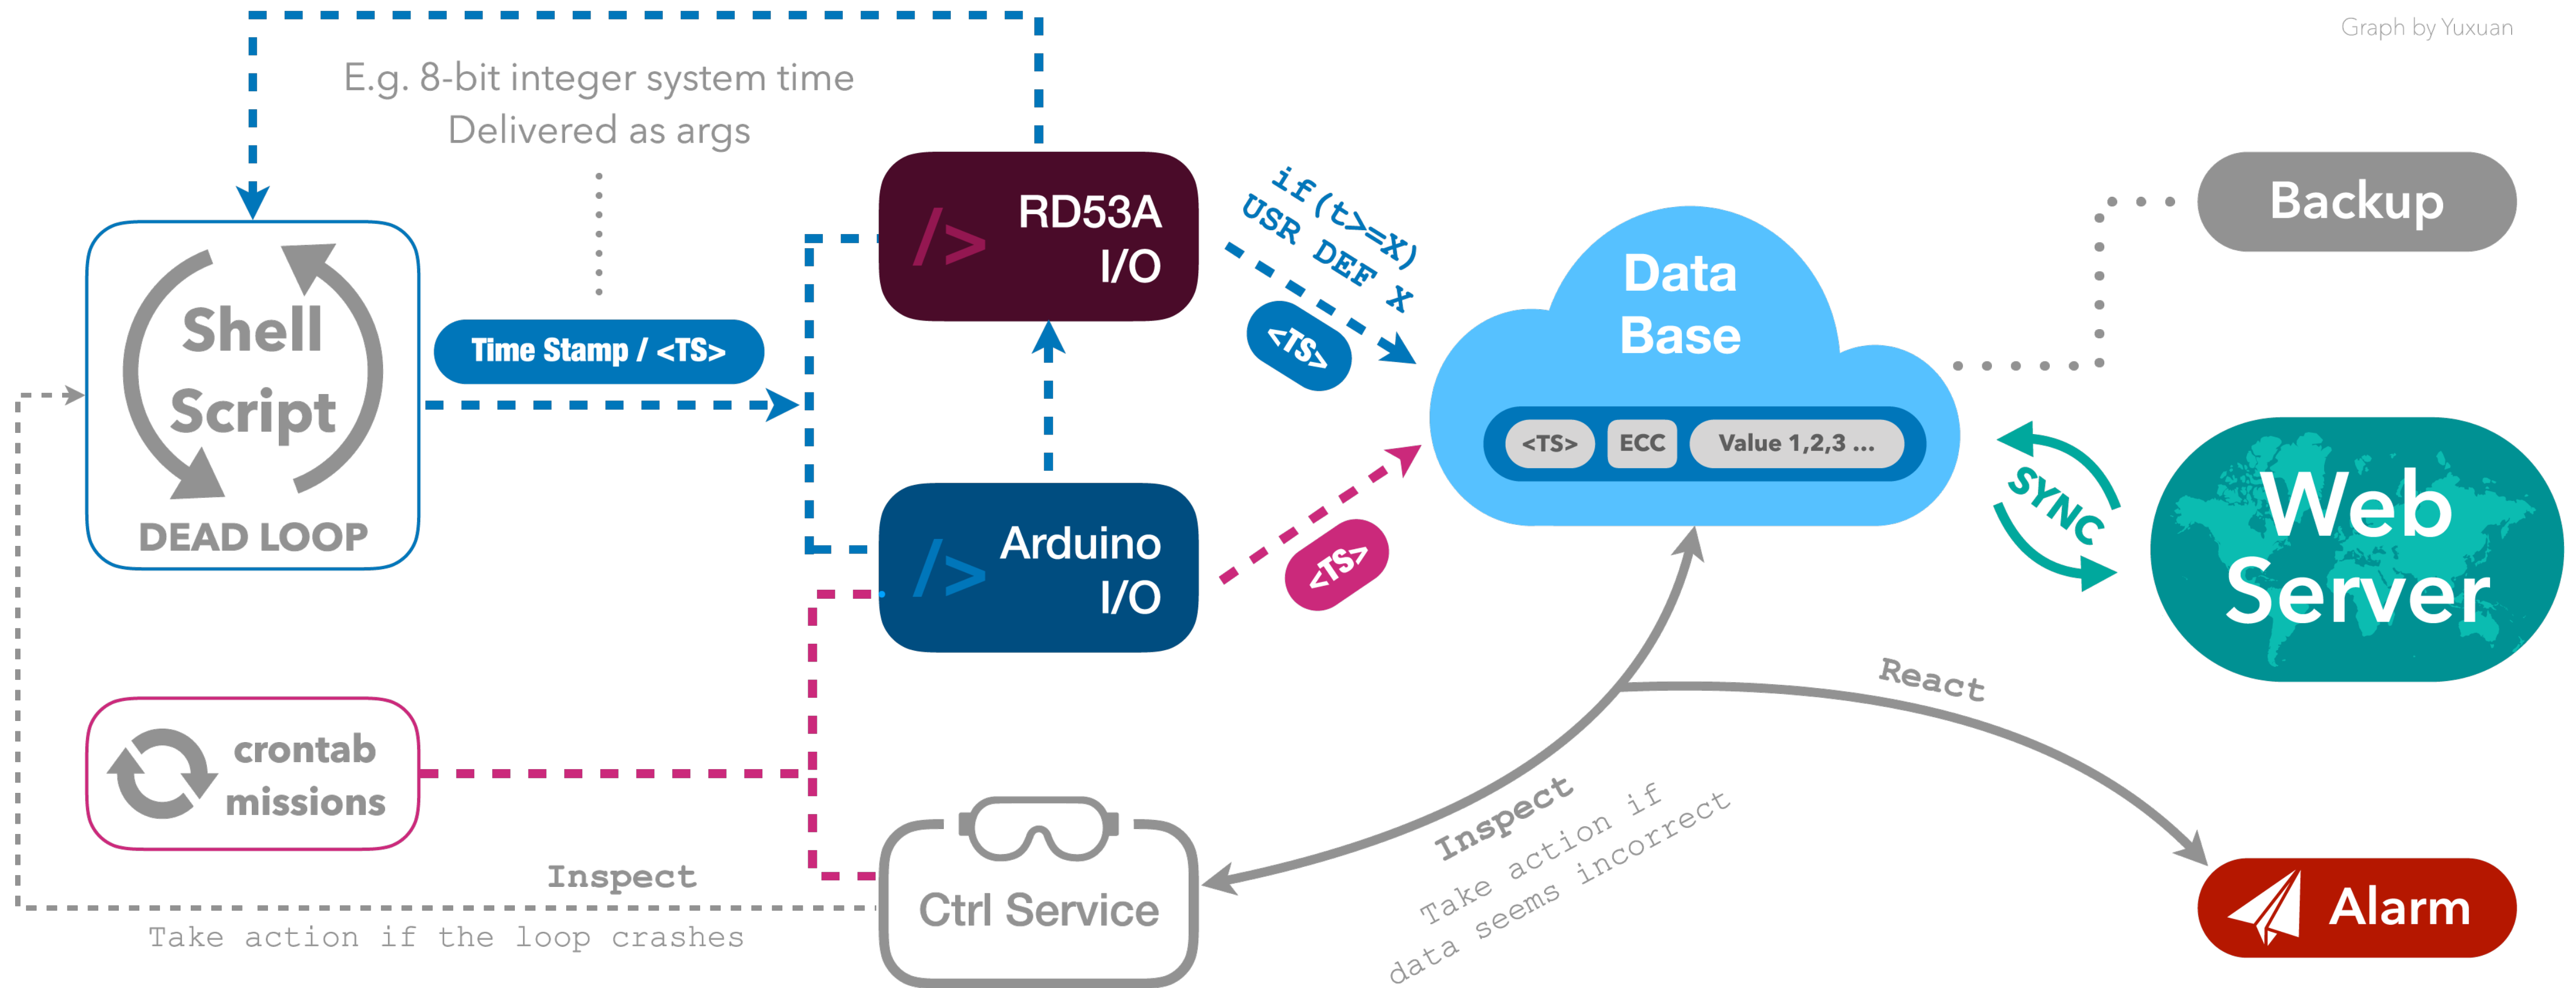 Graph by Yuxuan
E.g. 8-bit integer system time
Delivered as args
Shell
Script
DEAD LOOP
Time Stamp / <TS>
/>
RD53A
I/O
if(t>=X)
USR DEF X
<TS>
/>
Arduino
I/O
<TS>
Data
Base
<TS>
ECC
Value 1,2,3 ...
Backup
SYNC
Web
Server
crontab
missions
Inspect
Take action if the loop crashes
Ctrl Service
Inspect
Take action if
data seems incorrect
React
Alarm